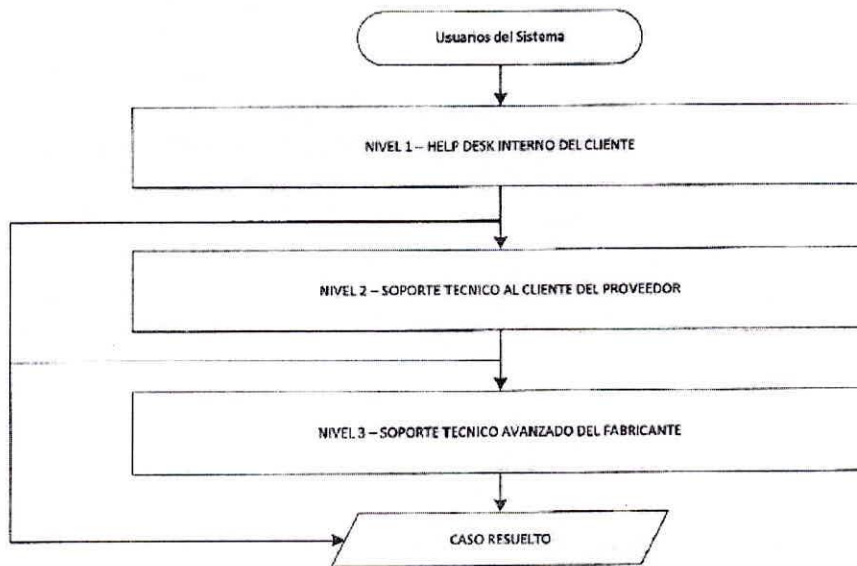 Usuarios del Sistema
NIVEL 1 – HELP DESK INTERNO DEL CLIENTE
NIVEL 2 – SOPORTE TECNICO AL CLIENTE DEL PROVEEDOR
NIVEL 3 – SOPORTE TECNICO AVANZADO DEL FABRICANTE
CASO RESUELTO